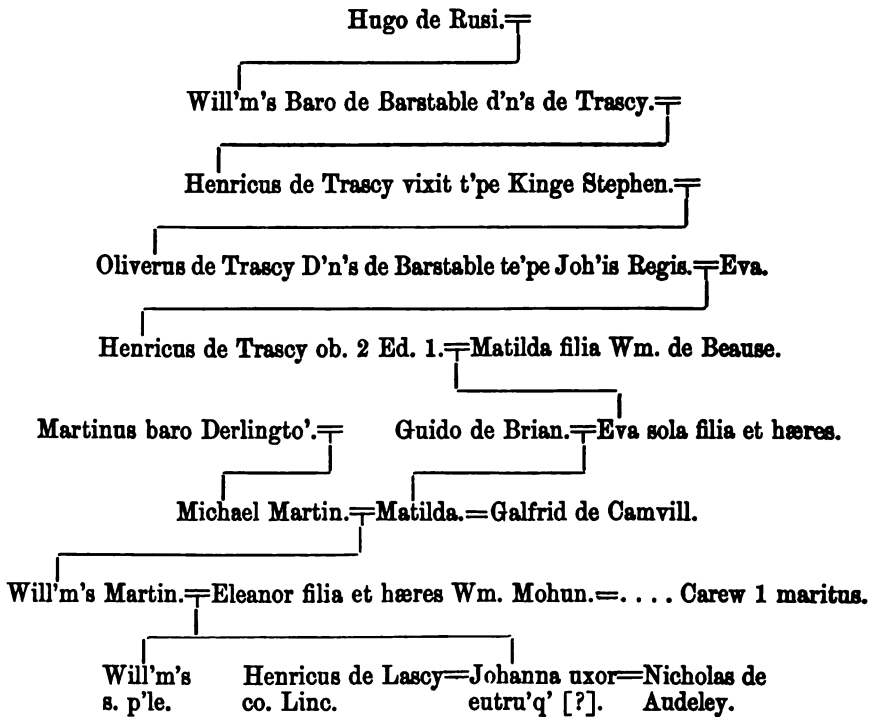 Hugo de Rusi.
Will'm's Baro de Barstable d'n's de Trascy.
Henricus de Trascy vixit t'pe Kinge Stephen.
Oliverus de Trascy D'n's de Barstable te'pe Joh'is Regis.=Eva.
Henricus de Trascy ob. 2 Ed. 1.=Matilda filia Wm. de Beause.
Martinus baro Derlingto'.= Guido de Brian.=Eva sola filia et hæres.
Michael Martin.=Matilda.=Galfrid de Camvill.
Will'm's Martin.=Eleanor filia et hæres Wm. Mohun.=.... Carew 1 maritus.
Will'm's Henricus de Lascy=Johanna uxor=Nicholas de
s. p'le. co. Linc. eutru'q' [?]. Audeley.